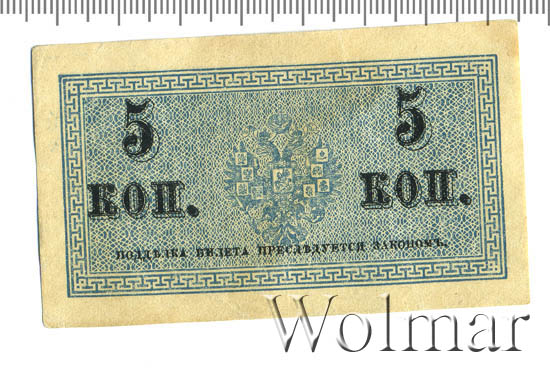 5 5
КОП. КОП.
ПОДДѢЛКА БИЛЕТА ПРЕСЛѢДУЕТСЯ ЗАКОНОМЪ.
Wolmar